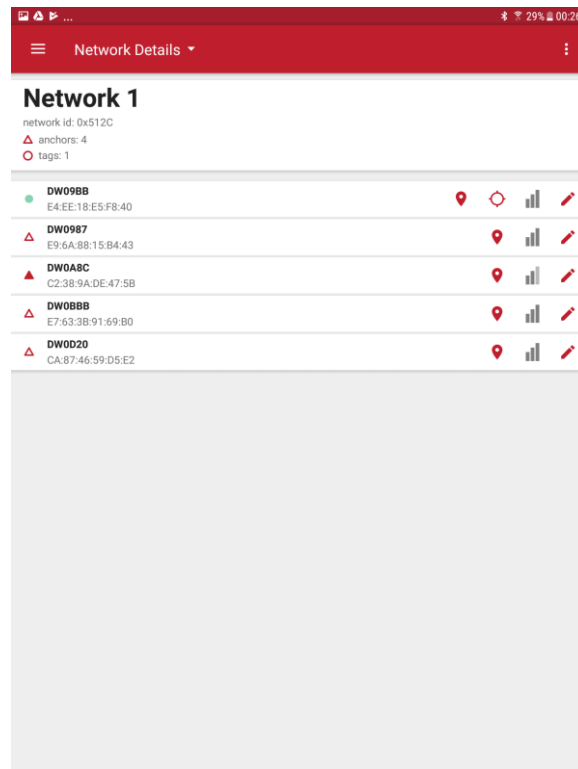 ... 29% 00:26
Network Details
Network 1
network id: 0x512C
anchors: 4
tags: 1
DW09BB
E4:EE:18:E5:F8:40
DW0987
E9:6A:88:15:B4:43
DW0A8C
C2:38:9A:DE:47:5B
DW0BBB
E7:63:3B:91:69:B0
DW0D20
CA:87:46:59:D5:E2